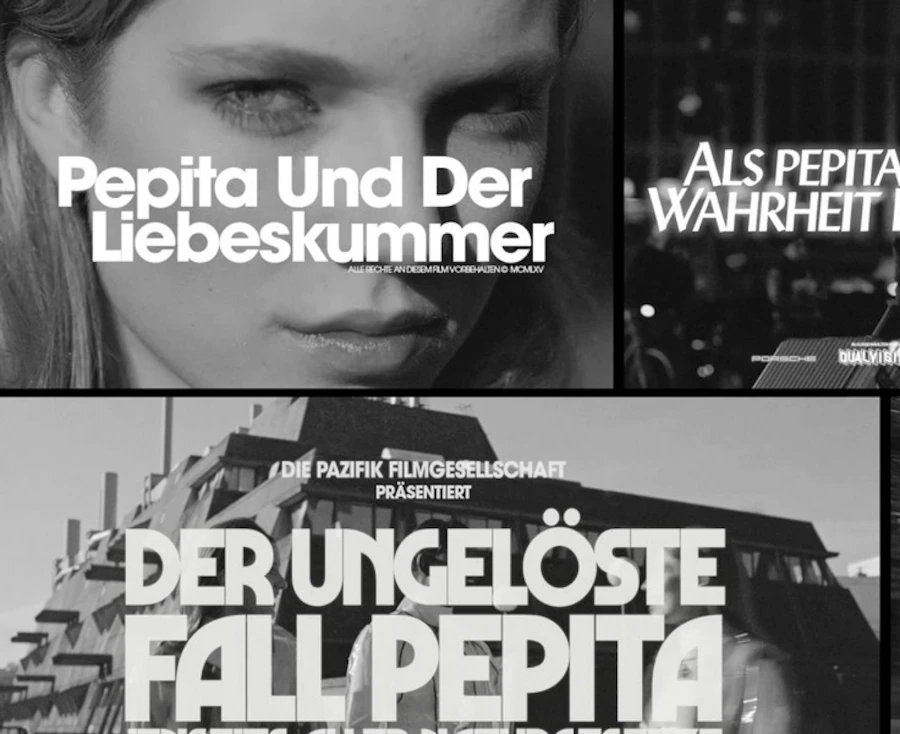 Pepita Und Der
Liebeskummer
ALLE RECHTE AN DIESEM FILM VORBEHALTEN © MCMLXV
ALS PEPITA
WAHRHEIT
PORSCHE
DIE PAZIFIK FILMGESELLSCHAFT
PRÄSENTIERT
DER UNGELÖSTE
FALL PEPITA